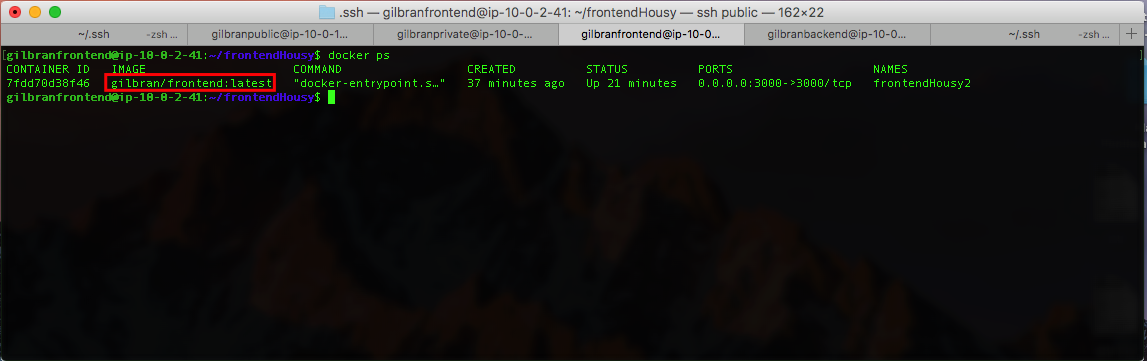 .ssh — gilbranfrontend@ip-10-0-2-41: ~/frontendHousy — ssh public — 162×22
~/.ssh -zsh ... gilbranpublic@ip-10-0-1... gilbranprivate@ip-10-0-... gilbranfrontend@ip-10-0... gilbranbackend@ip-10-0... ~/.ssh -zsh ... +
[gilbranfrontend@ip-10-0-2-41:~/frontendHousy$ docker ps ]
CONTAINER ID IMAGE COMMAND CREATED STATUS PORTS NAMES
7fdd70d38f46 gilbran/frontend:latest "docker-entrypoint.s…" 37 minutes ago Up 21 minutes 0.0.0.0:3000->3000/tcp frontendHousy2
gilbranfrontend@ip-10-0-2-41:~/frontendHousy$